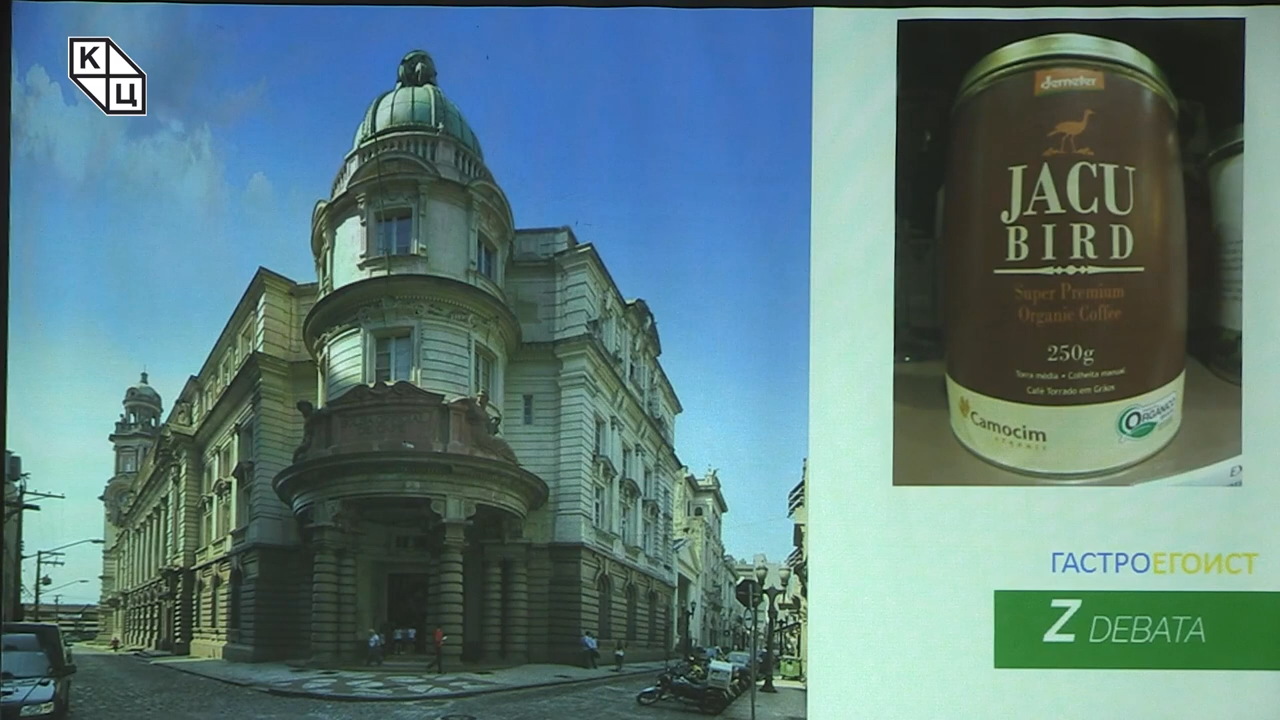 К
Ц
demeter
JACU
BIRD
Super Premium
Organic Coffee
250g
Torra média • Colheita manual
Café Torrado em Grãos
Camocim
ORGANIC
ORGÂNICO
ГАСТРОЕГОИСТ
Z DEBATA